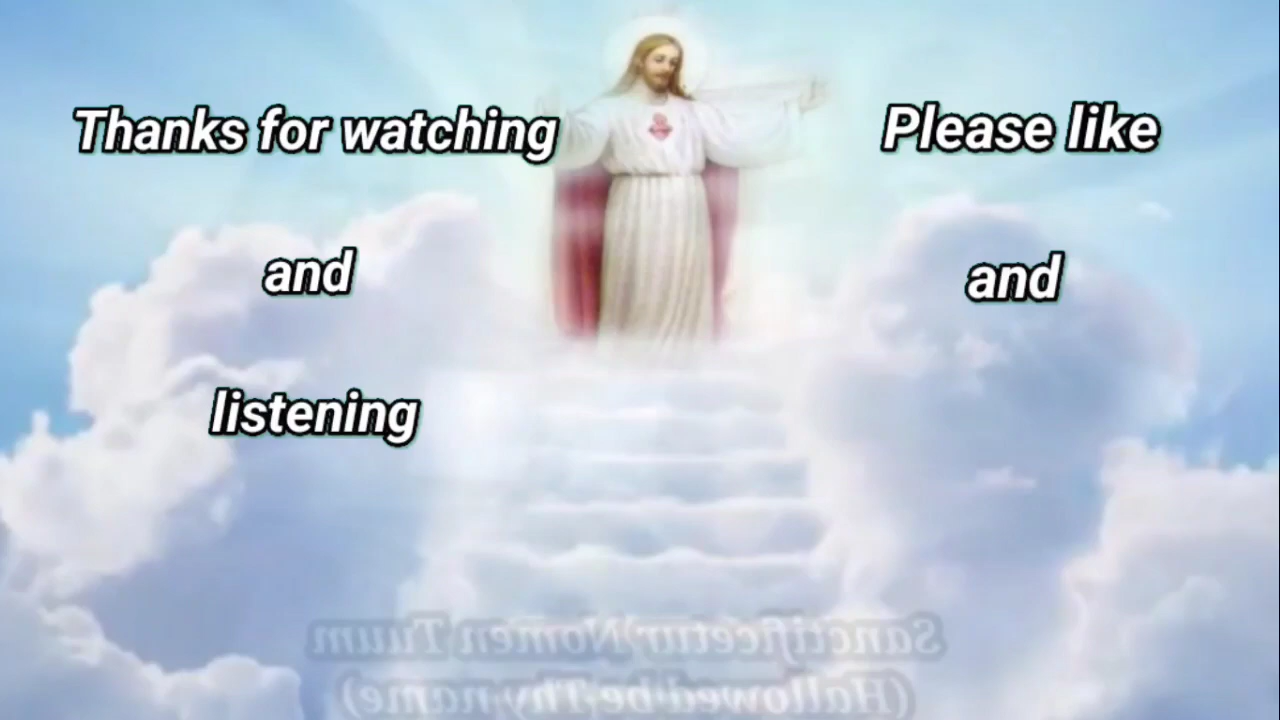 Thanks for watching
and
listening
Please like
and
Sanctificetur Nomen Tuum
(Hallowed be Thy name)